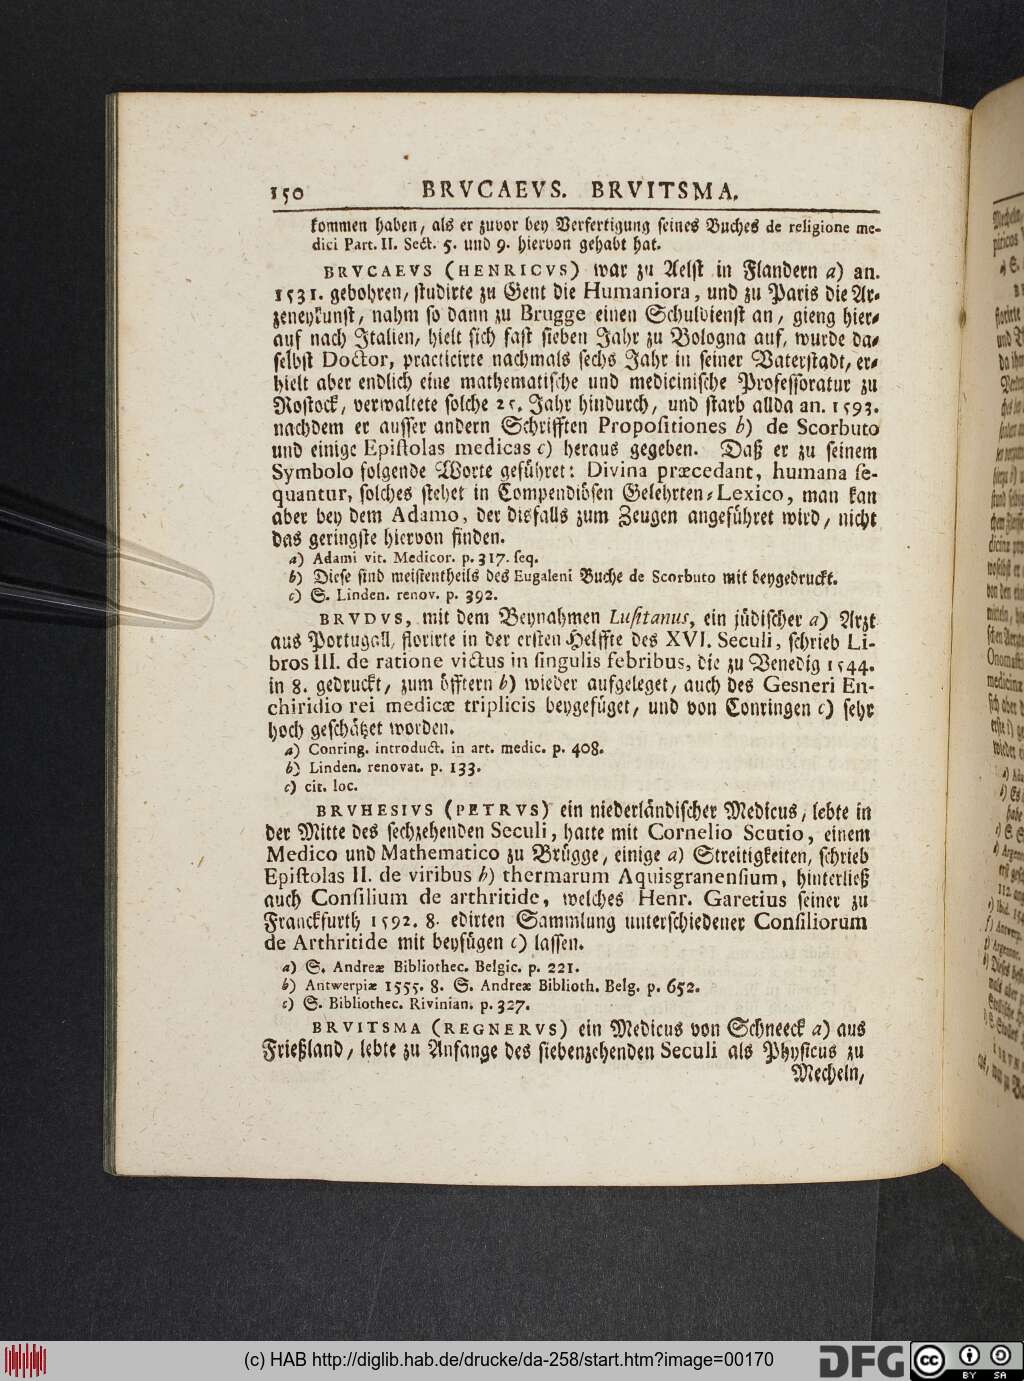 150 BRVCAEVS. BRVITSMA.
kommen haben, als er zuvor bey Verfertigung seines Buches de religione me-
dici Part. II. Sect. 5. und 9. hiervon gehabt hat.
BRVCAEVS (HENRICVS) war zu Aelst in Flandern a) an.
1531. gebohren, studirte zu Gent die Humaniora, und zu Paris die Ar-
zeneykunst, nahm so dann zu Brugge einen Schuldienst an, gieng hier-
auf nach Italien, hielt sich fast sieben Jahr zu Bologna auf, wurde da-
selbst Doctor, practicirte nachmals sechs Jahr in seiner Vaterstadt, er-
hielt aber endlich eine mathematische und medicinische Professoratur zu
Rostock, verwaltete solche 25. Jahr hindurch, und starb allda an. 1593.
nachdem er ausser andern Schrifften Propositiones b) de Scorbuto
und einige Epistolas medicas c) heraus gegeben. Daß er zu seinem
Symbolo folgende Worte geführet: Divina præcedant, humana se-
quantur, solches stehet in Compendiösen Gelehrten-Lexico, man kan
aber bey dem Adamo, der disfalls zum Zeugen angeführet wird, nicht
das geringste hiervon finden.
a) Adami vit. Medicor. p. 317. seq.
b) Diese sind meistentheils des Eugaleni Buche de Scorbuto mit beygedruckt.
c) S. Linden. renov. p. 392.
BRVDVS, mit dem Beynahmen Lusitanus, ein jüdischer a) Arzt
aus Portugall, florirte in der ersten Helffte des XVI. Seculi, schrieb Li-
bros III. de ratione victus in singulis febribus, die zu Venedig 1544.
in 8. gedruckt, zum öfftern b) wieder aufgeleget, auch des Gesneri En-
chiridio rei medicæ triplicis beygefüget, und von Conringen c) sehr
hoch geschätzet worden.
a) Conring. introduct. in art. medic. p. 408.
b) Linden. renovat. p. 133.
c) cit. loc.
BRVHESIVS (PETRVS) ein niederländischer Medicus, lebte in
der Mitte des sechzehenden Seculi, hatte mit Cornelio Scutio, einem
Medico und Mathematico zu Brügge, einige a) Streitigkeiten, schrieb
Epistolas II. de viribus b) thermarum Aquisgranensium, hinterließ
auch Consilium de arthritide, welches Henr. Garetius seiner zu
Franckfurth 1592. 8. edirten Sammlung unterschiedener Consiliorum
de Arthritide mit beyfügen c) lassen.
a) S. Andreæ Bibliothec. Belgic. p. 221.
b) Antwerpiæ 1555. 8. S. Andreæ Biblioth. Belg. p. 652.
c) S. Bibliothec. Rivinian. p. 327.
BRVITSMA (REGNERVS) ein Medicus von Schneeck a) aus
Frießland, lebte zu Anfange des siebenzehenden Seculi als Physicus zu
Mecheln,
(c) HAB http://diglib.hab.de/drucke/da-258/start.htm?image=00170
DFG
cc
BY SA